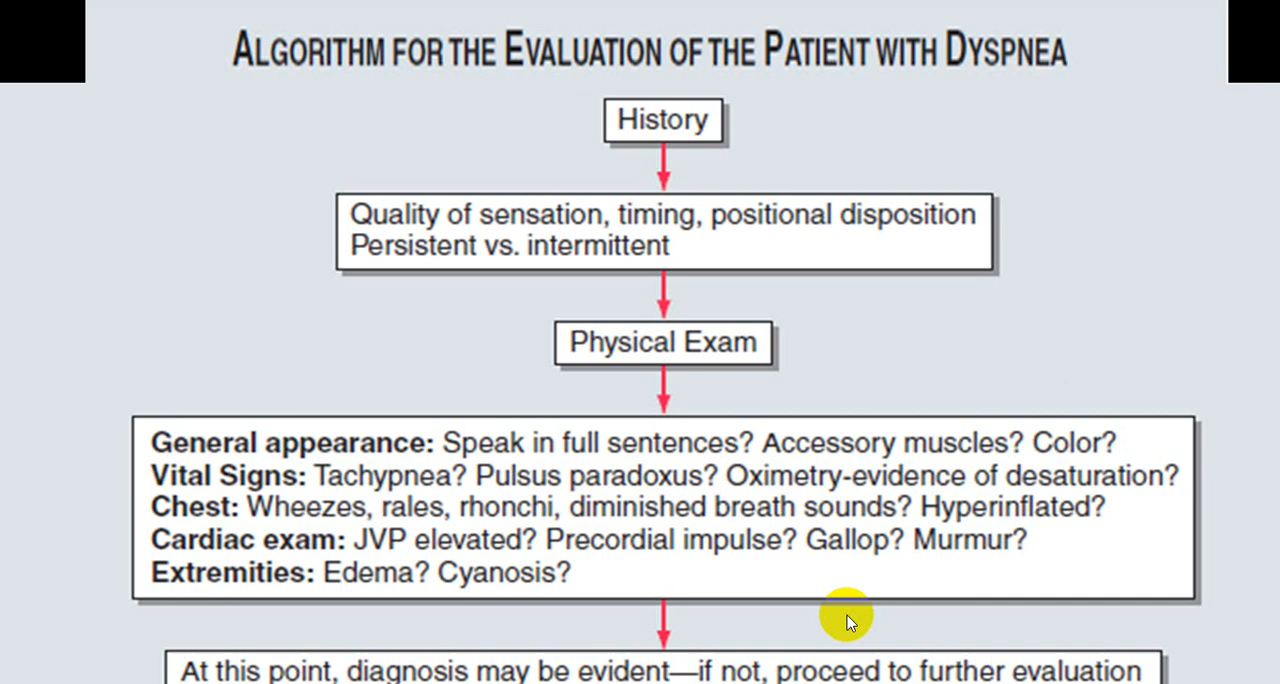 ALGORITHM FOR THE EVALUATION OF THE PATIENT WITH DYSPNEA
History
Quality of sensation, timing, positional disposition
Persistent vs. intermittent
Physical Exam
General appearance: Speak in full sentences? Accessory muscles? Color?
Vital Signs: Tachypnea? Pulsus paradoxus? Oximetry-evidence of desaturation?
Chest: Wheezes, rales, rhonchi, diminished breath sounds? Hyperinflated?
Cardiac exam: JVP elevated? Precordial impulse? Gallop? Murmur?
Extremities: Edema? Cyanosis?
At this point, diagnosis may be evident—if not, proceed to further evaluation